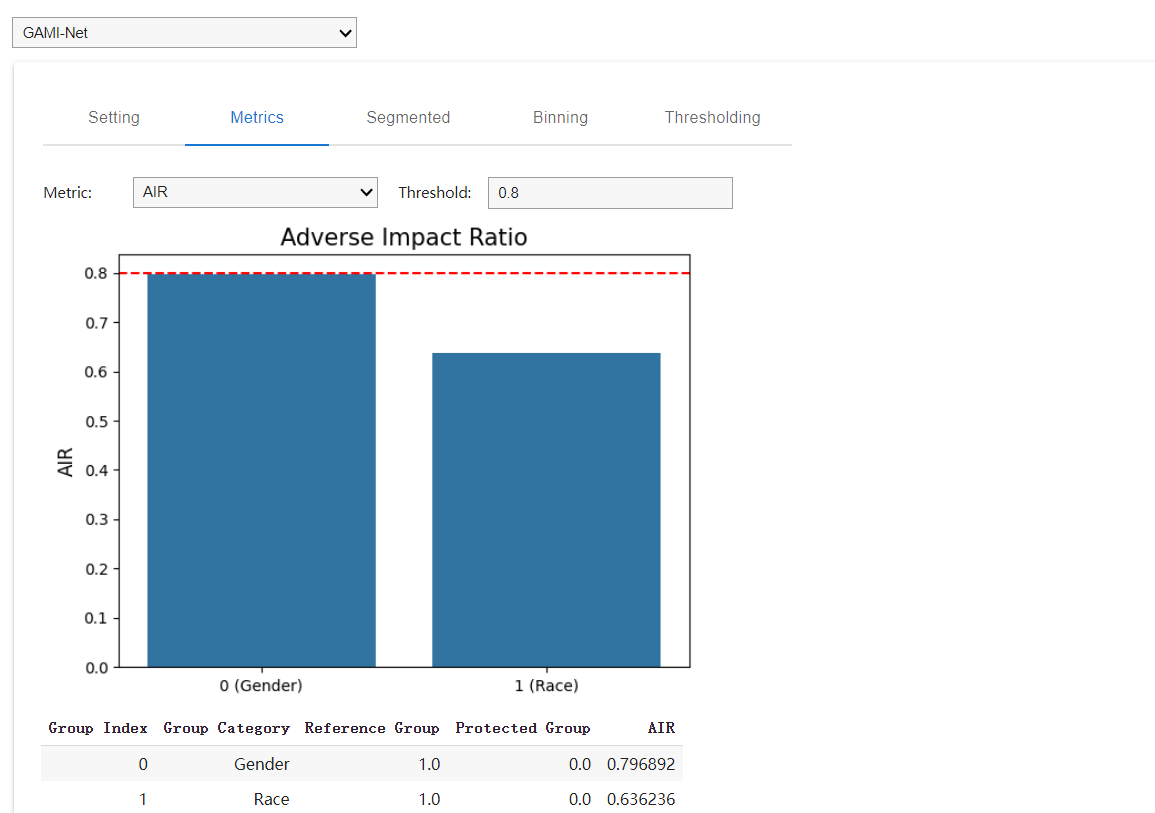 GAMI-Net
Setting Metrics Segmented Binning Thresholding
Metric: AIR Threshold: 0.8
Adverse Impact Ratio
0.8
0.7
0.6
0.5
0.4
0.3
0.2
0.1
0.0
AIR
0 (Gender) 1 (Race)
Group Index Group Category Reference Group Protected Group AIR
0 Gender 1.0 0.0 0.796892
1 Race 1.0 0.0 0.636236